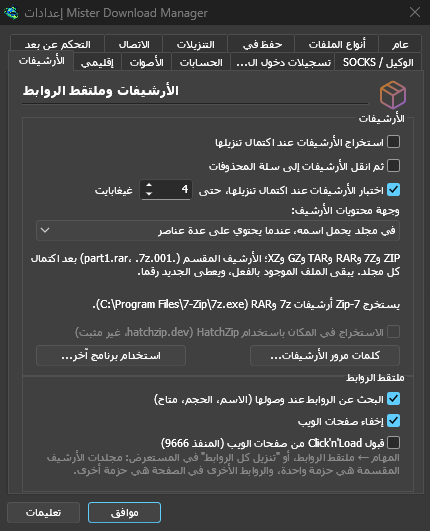 إعدادات Mister Download Manager
عام
أنواع الملفات
حفظ في
التنزيلات
الاتصال
التحكم عن بعد
الوكيل / SOCKS
تسجيلات دخول ال...
الحسابات
الأصوات
إقليمي
الأرشيفات
الأرشيفات وملتقط الروابط
الأرشيفات
استخراج الأرشيفات عند اكتمال تنزيلها
ثم انقل الأرشيفات إلى سلة المحذوفات
اختبار الأرشيفات عند اكتمال تنزيلها، حتى 4 غيغابايت
وجهة محتويات الأرشيف:
في مجلد يحمل اسمه، عندما يحتوي على عدة عناصر
ZIP و7z وRAR وTAR وGZ وXZ؛ الأرشيف المقسم (.part1.rar، .7z.001) بعد اكتمال
كل مجلد. يبقى الملف الموجود بالفعل، ويعطى الجديد رقما.
يستخرج 7-Zip أرشيفات 7z وRAR (C:\Program Files\7-Zip\7z.exe).
الاستخراج في المكان باستخدام HatchZip (hatchzip.dev، غير مثبت)
كلمات مرور الأرشيفات...
استخدام برنامج آخر...
ملتقط الروابط
البحث عن الروابط عند وصولها (الاسم، الحجم، متاح)
إخفاء صفحات الويب
قبول Click'n'Load من صفحات الويب (المنفذ 9666)
المهام ← ملتقط الروابط، أو "تنزيل كل الروابط" في المستعرض: مجلدات الأرشيف
المقسمة هي حزمة واحدة، والروابط الأخرى في الصفحة هي حزمة أخرى.
موافق
تعليمات